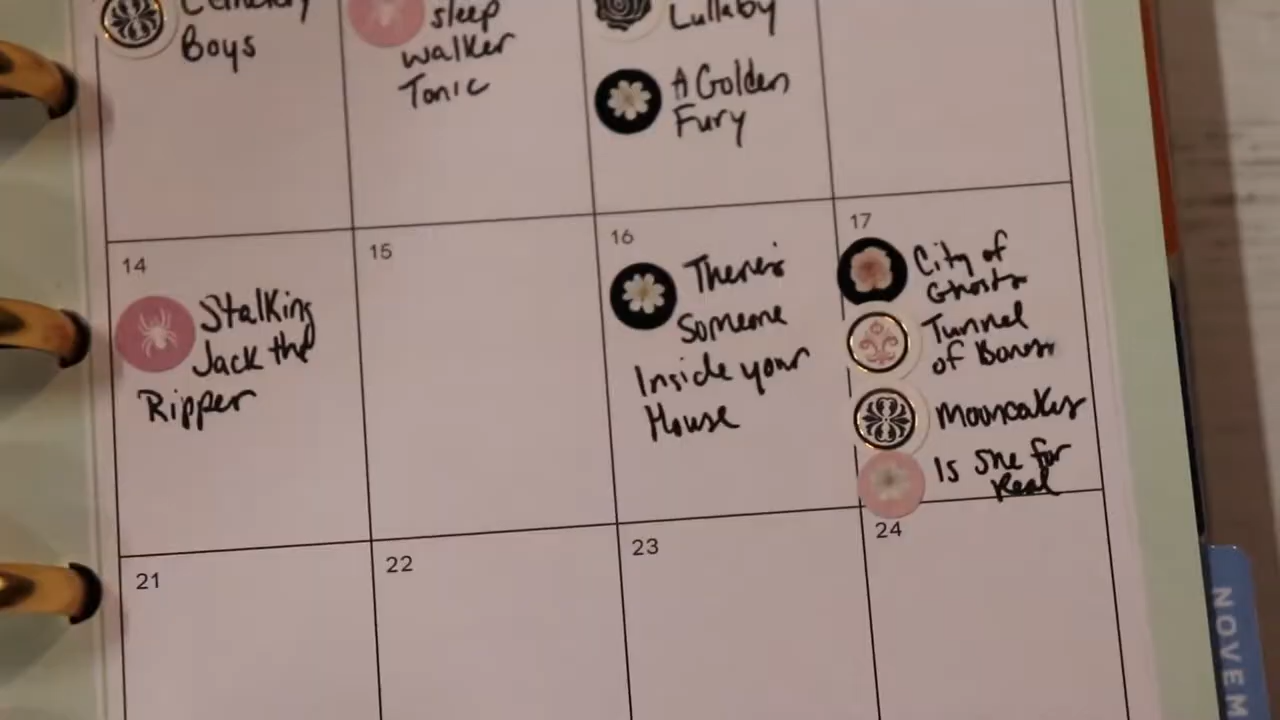 Cemetery
Boys
sleep
walker
Tonic
Lullaby
A Golden
Fury
14
Stalking
Jack the
Ripper
15
16
There's
Someone
Inside your
House
17
City of
Ghosts
Tunnel
of Bones
Mooncakes
Is She for
Real
21
22
23
24
NOVEM